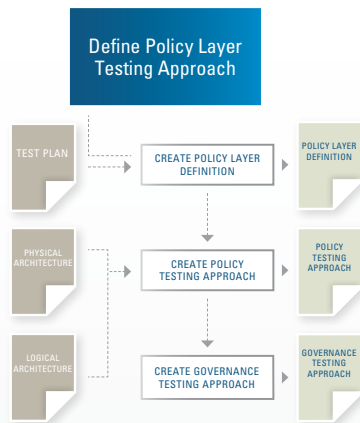 Define Policy Layer
Testing Approach
TEST PLAN
CREATE POLICY LAYER
DEFINITION
POLICY LAYER
DEFINITION
PHYSICAL
ARCHITECTURE
CREATE POLICY
TESTING APPROACH
POLICY
TESTING
APPROACH
LOGICAL
ARCHITECTURE
CREATE GOVERNANCE
TESTING APPROACH
GOVERNANCE
TESTING
APPROACH